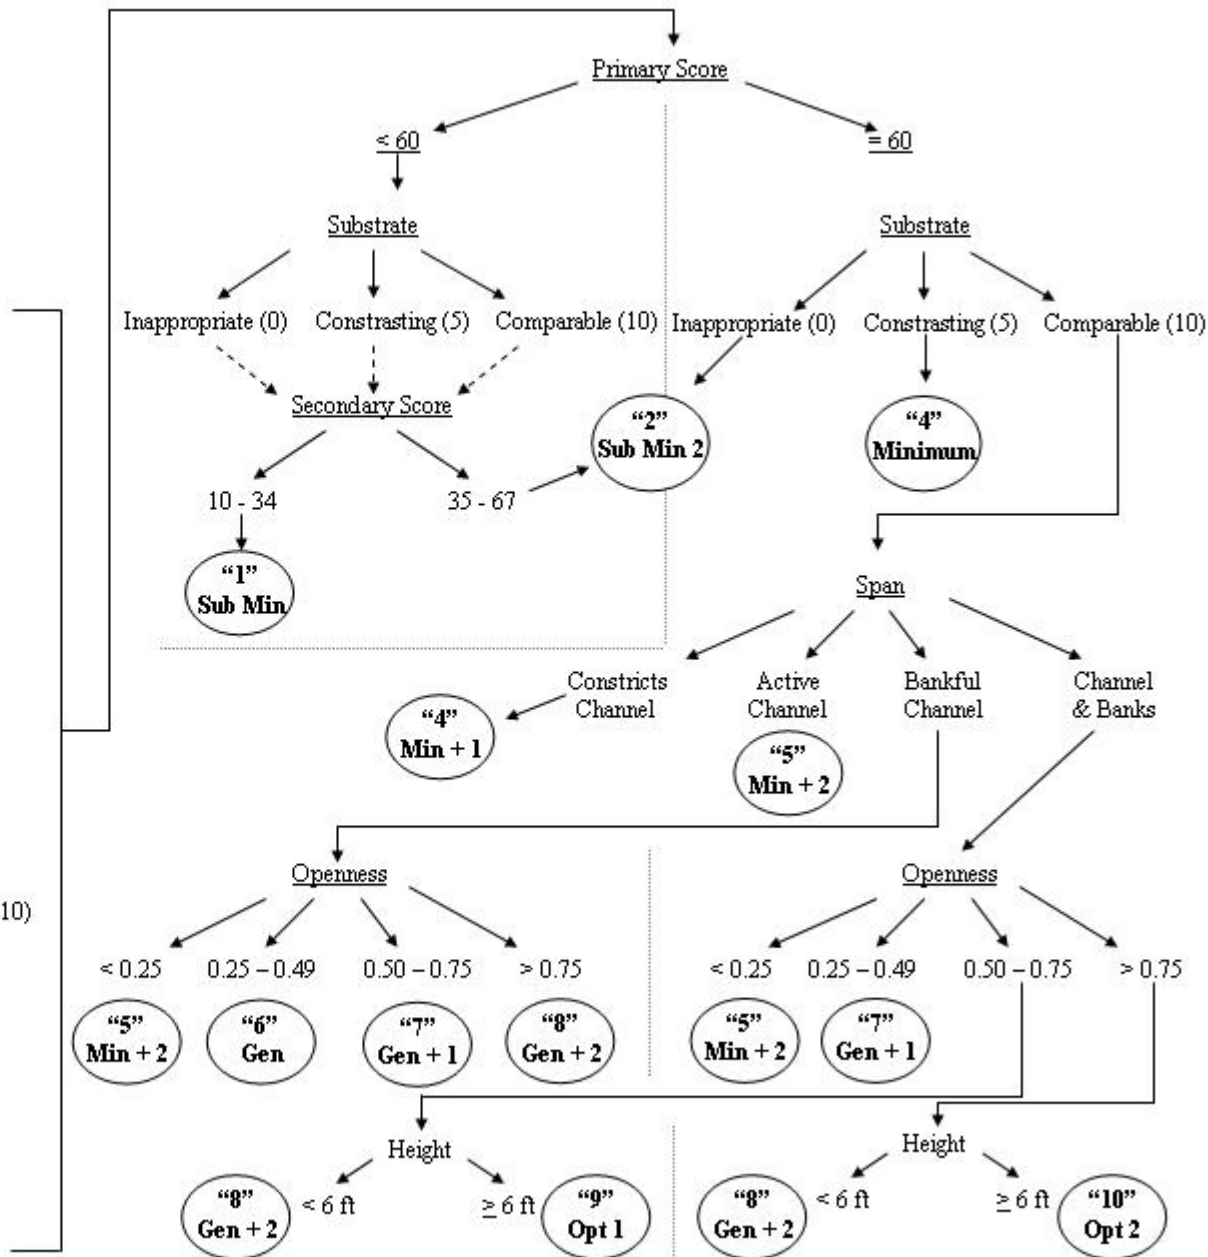 Primary Score
< 60
= 60
Substrate
Substrate
Inappropriate (0)
Constrasting (5)
Comparable (10)
Inappropriate (0)
Constrasting (5)
Comparable (10)
Secondary Score
“2”
Sub Min 2
“4”
Minimum
10 - 34
35 - 67
“1”
Sub Min
Span
Constricts
Channel
Active
Channel
Bankful
Channel
Channel
& Banks
“4”
Min + 1
“5”
Min + 2
Openness
Openness
10)
< 0.25
0.25 – 0.49
0.50 – 0.75
> 0.75
< 0.25
0.25 – 0.49
0.50 – 0.75
> 0.75
“5”
Min + 2
“6”
Gen
“7”
Gen + 1
“8”
Gen + 2
“5”
Min + 2
“7”
Gen + 1
Height
Height
“8”
Gen + 2
< 6 ft
≥ 6 ft
“9”
Opt 1
“8”
Gen + 2
< 6 ft
≥ 6 ft
“10”
Opt 2